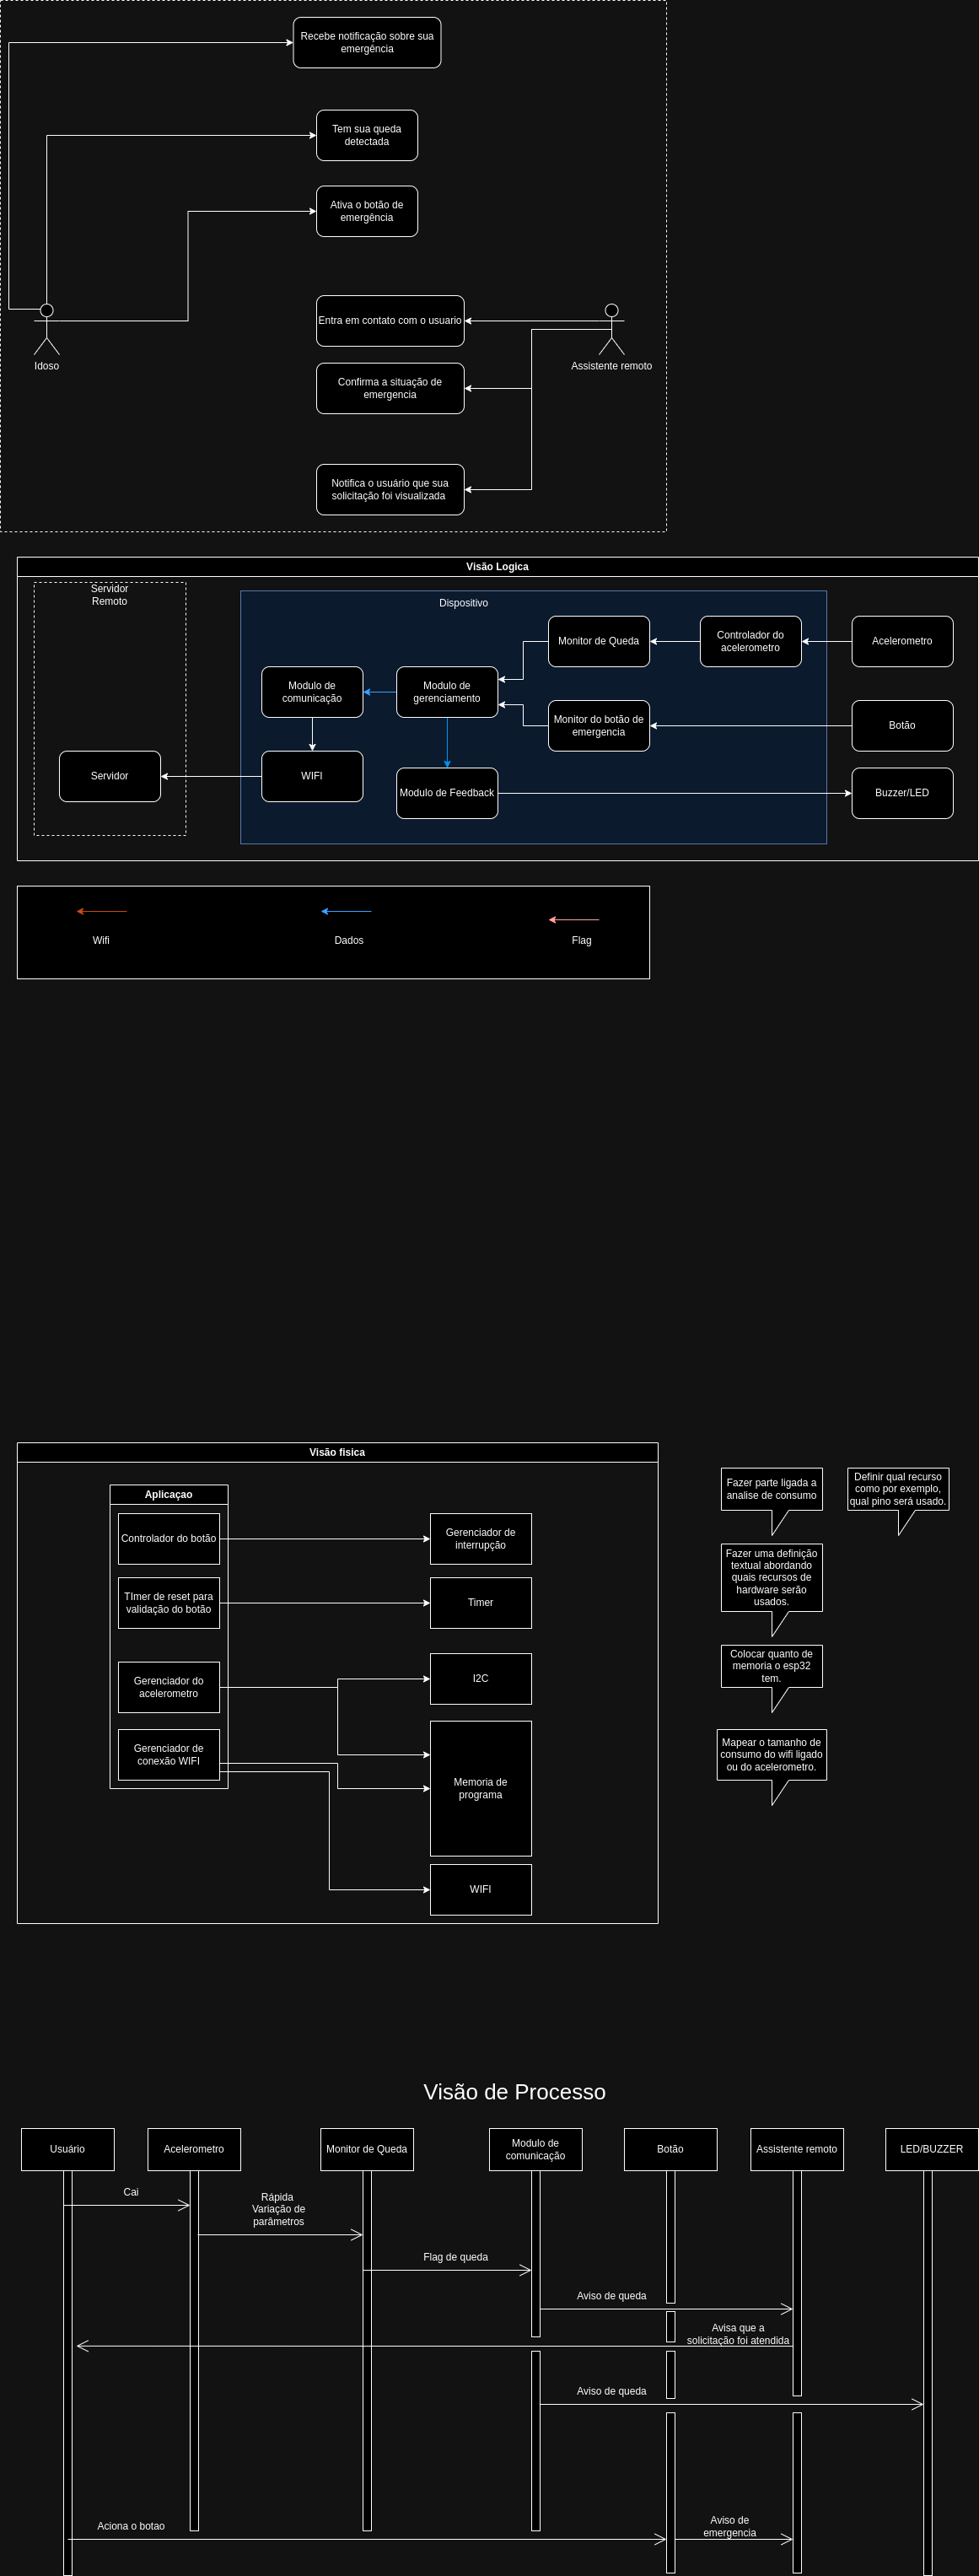 Recebe notificação sobre sua
emergência
Tem sua queda
detectada
Ativa o botão de
emergência
Entra em contato com o usuario
Idoso
Assistente remoto
Confirma a situação de
emergencia
Notifica o usuário que sua
solicitação foi visualizada
Visão Logica
Servidor
Remoto
Dispositivo
Monitor de Queda
Controlador do
acelerometro
Acelerometro
Modulo de
comunicação
Modulo de
gerenciamento
Monitor do botão de
emergencia
Botão
Servidor
WIFI
Modulo de Feedback
Buzzer/LED
Wifi
Dados
Flag
Visão fisica
Aplicaçao
Controlador do botão
Gerenciador de
interrupção
TImer de reset para
validação do botão
Timer
Gerenciador do
acelerometro
I2C
Gerenciador de
conexão WIFI
Memoria de
programa
WIFI
Fazer parte ligada a
analise de consumo
Definir qual recurso
como por exemplo,
qual pino será usado.
Fazer uma definição
textual abordando
quais recursos de
hardware serão
usados.
Colocar quanto de
memoria o esp32
tem.
Mapear o tamanho de
consumo do wifi ligado
ou do acelerometro.
Visão de Processo
Usuário
Acelerometro
Monitor de Queda
Modulo de
comunicação
Botão
Assistente remoto
LED/BUZZER
Cai
Rápida
Variação de
parâmetros
Flag de queda
Aviso de queda
Avisa que a
solicitação foi atendida
Aviso de queda
Aciona o botao
Aviso de
emergencia